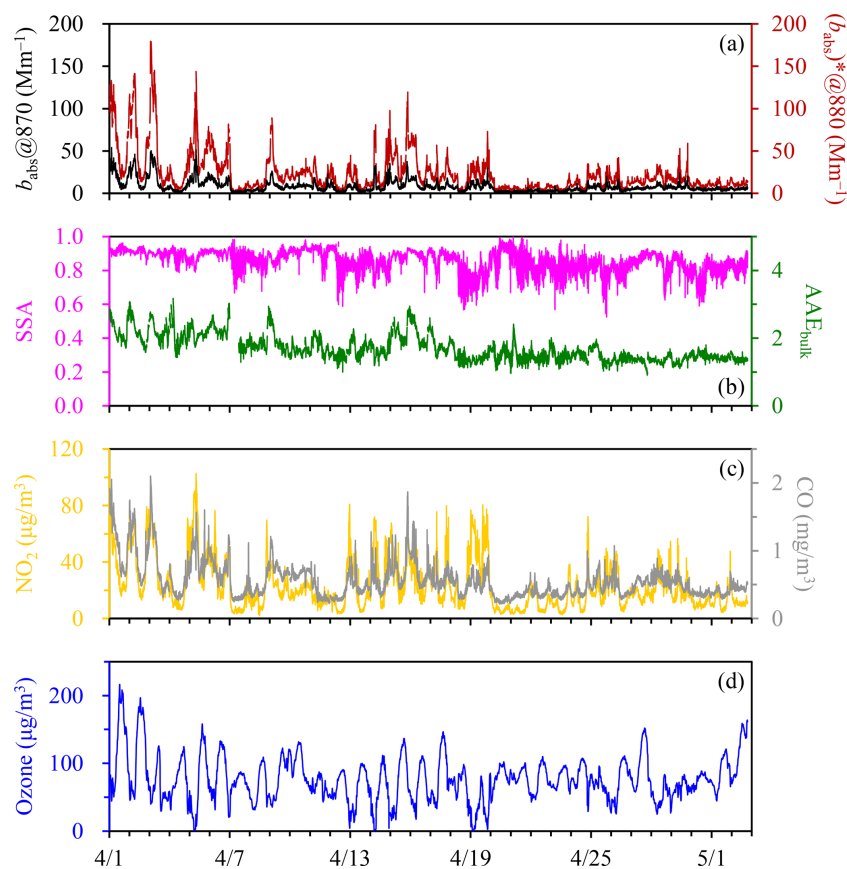 200
150
100
50
0
b_abs@870 (Mm⁻¹)
(a)
200
150
100
50
0
(b_abs)*@880 (Mm⁻¹)
1.0
0.8
0.6
0.4
0.2
0.0
SSA
(b)
4
2
0
AAE_bulk
120
80
40
0
NO₂ (μg/m³)
(c)
2
1
0
CO (mg/m³)
200
100
0
Ozone (μg/m³)
(d)
4/1 4/7 4/13 4/19 4/25 5/1